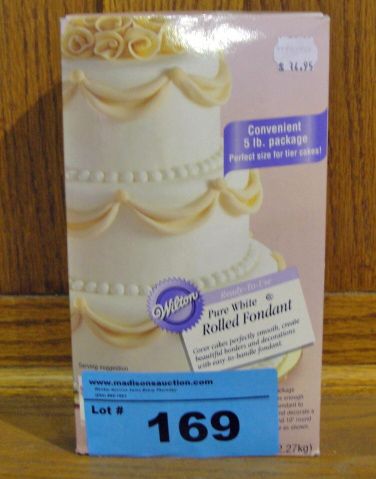 $ 34.95
Convenient
5 lb. package
Perfect size for tier cakes!
Ready-To-Use
Wilton
Pure White
Rolled Fondant
Cover cakes perfectly smooth, create
beautiful borders and decorations
with easy-to-handle fondant.
Serving suggestion
www.madisonsauction.com
Lot #
169
2.27kg)